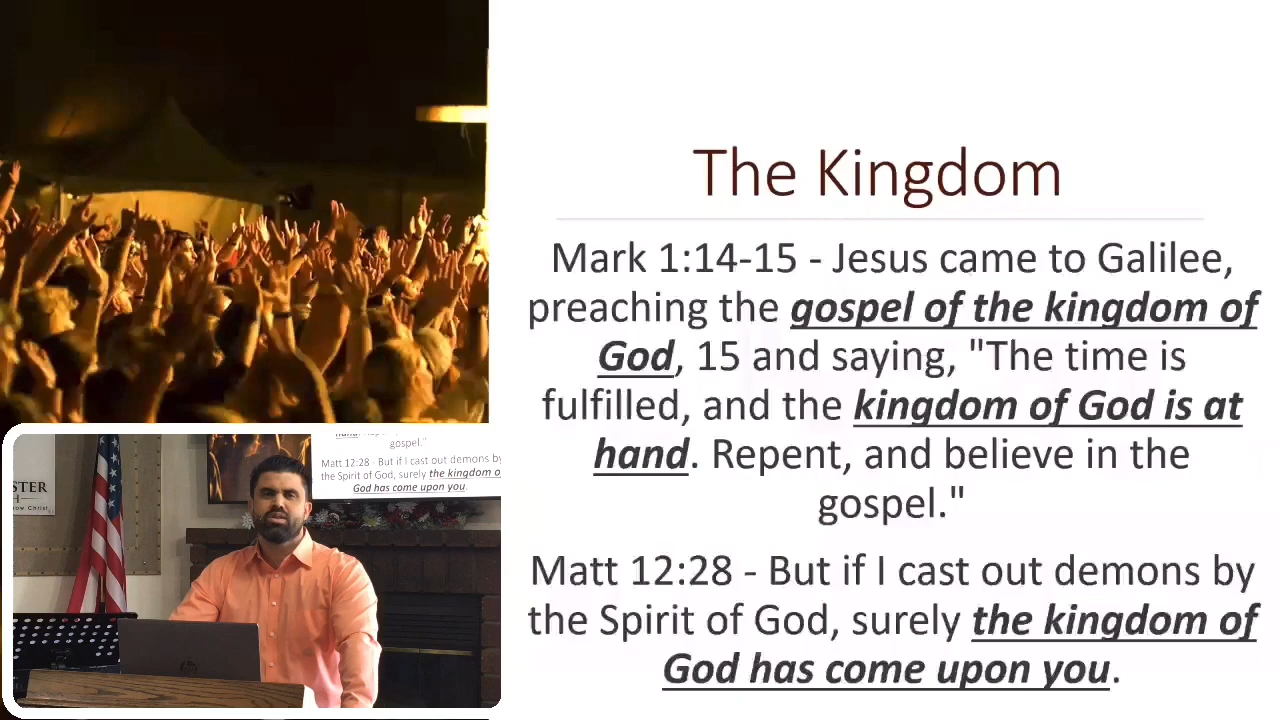 The Kingdom
Mark 1:14-15 - Jesus came to Galilee,
preaching the gospel of the kingdom of
God, 15 and saying, "The time is
fulfilled, and the kingdom of God is at
hand. Repent, and believe in the
gospel."
Matt 12:28 - But if I cast out demons by
the Spirit of God, surely the kingdom of
God has come upon you.
gospel."
Matt 12:28 - But if I cast out demons by
the Spirit of God, surely the kingdom o
God has come upon you.
STER
Christ
hp